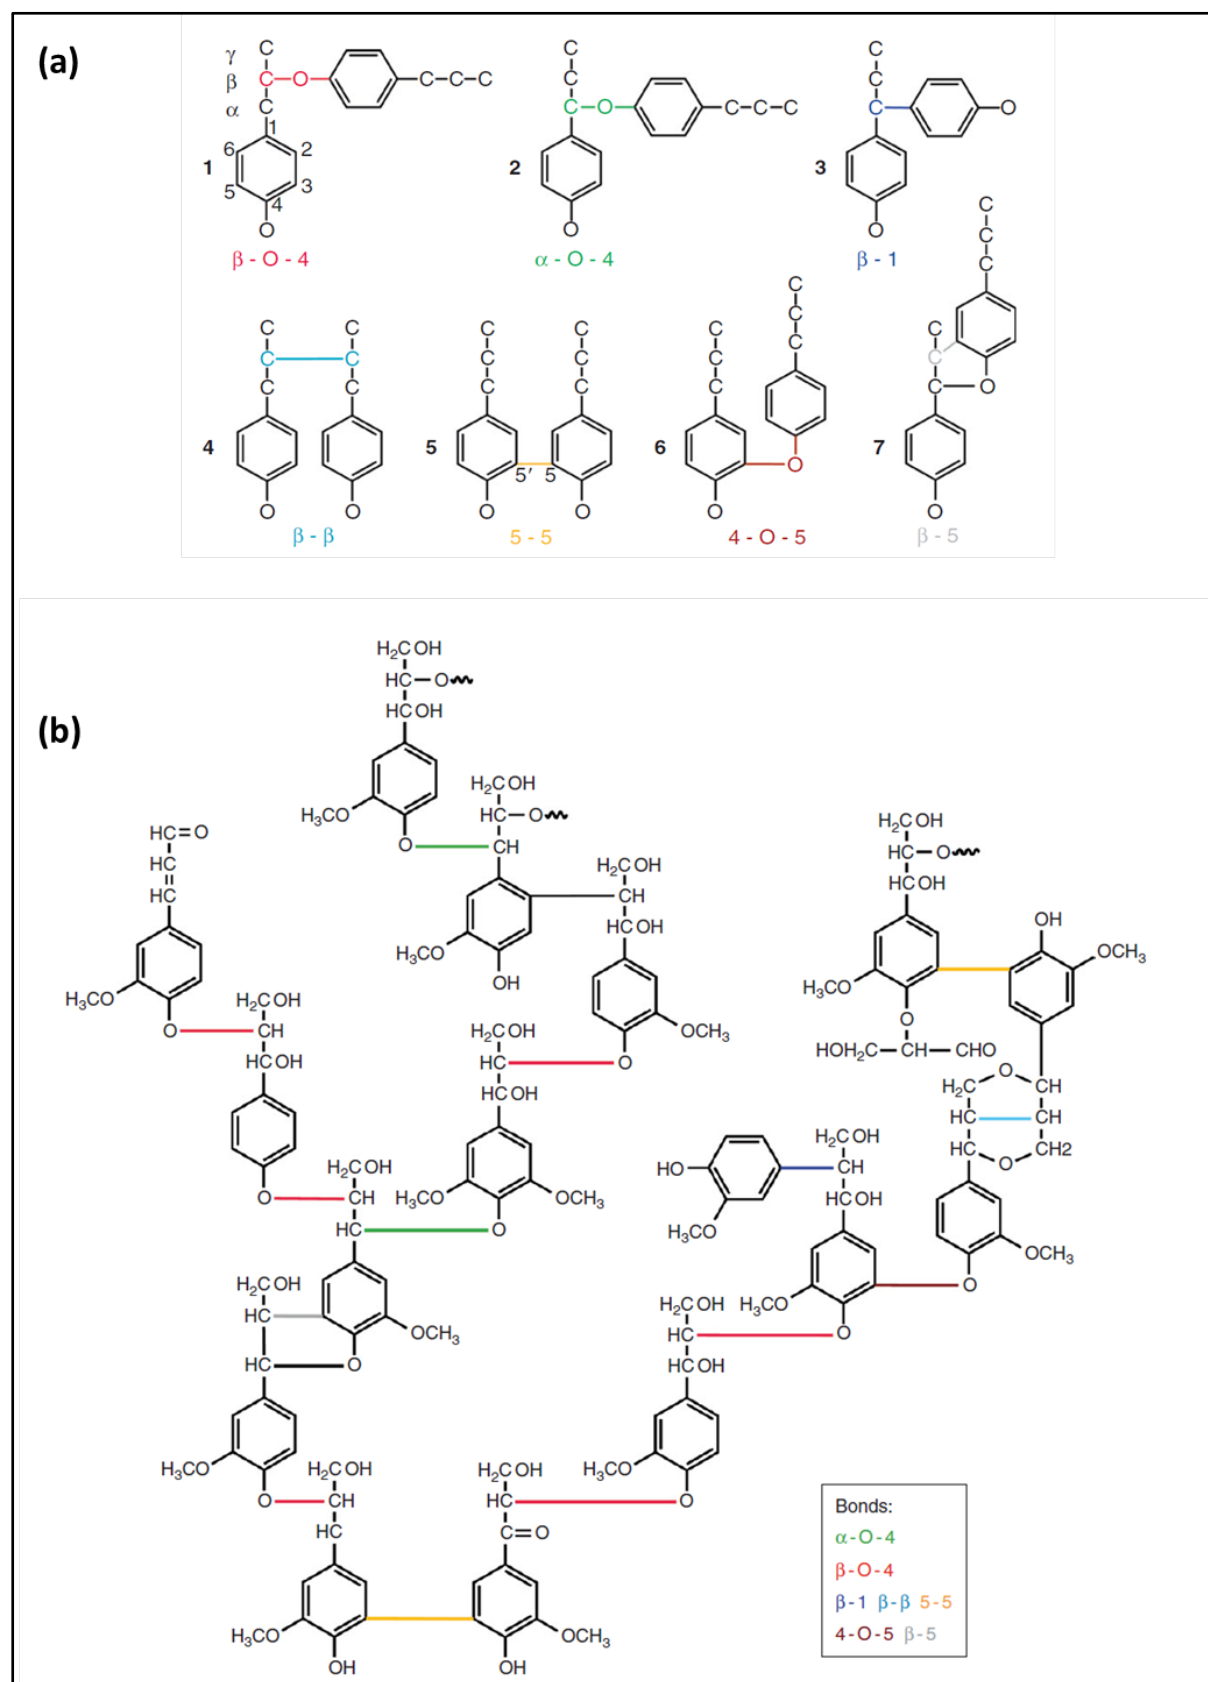 (a)
γ C
β C–O C–C–C
α C
1
6 2
1
5 3
4
O
β - O - 4
C
C
C–O C–C–C
2
O
α - O - 4
C
C
C O
3
O
β - 1
C C
C C
C C
4
O O
β - β
C C
C C
C C
5
5′ 5
O O
5 - 5
C C
C C
C C
6
O
O
4 - O - 5
C
C
C
C
C
C O
7
O
β - 5
(b)
H2COH
HC–O
HCOH
H3CO
O
H2COH
HC–O
CH
H3CO
OH
H2COH
CH
HCOH
OCH3
O
HC=O
HC
HC
H3CO
O
H2COH
CH
HCOH
O
H2COH
HC
HCOH
H3CO OCH3
O
H2COH
CH
HC
OCH3
O
H2COH
HC
HC
H3CO
O
H2COH
CH
HC
H3CO
OH
H2COH
HC
C=O
OCH3
OH
H2COH
HC
HCOH
H3CO
O
HO
H3CO
H2COH
CH
HCOH
H3CO
O
O
H2COH
HC–O
HCOH
H3CO
O
HOH2C–CH–CHO
OH
OCH3
O
H2C CH
HC CH
HC O CH2
OCH3
Bonds:
α-O-4
β-O-4
β-1 β-β 5-5
4-O-5 β-5